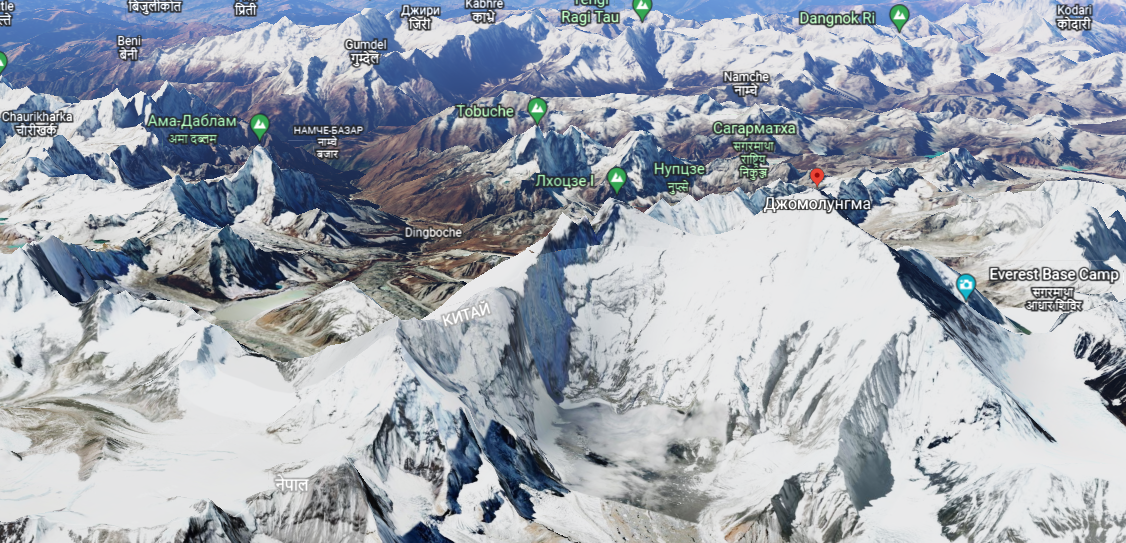 Tengi
Ragi Tau
Kabhre
काभ्रे
Джири
जिरी
प्रिती
बिजुलीकोट
Dangnok Ri
Kodari
कोदारी
Beni
बेनी
Gumdel
गुम्देल
Namche
नाम्चे
Chaurikharka
चौंरीखर्क
Ама-Даблам
अमा दब्लम्
НАМЧЕ-БАЗАР
नाम्चे
बजार
Tobuche
Сагарматха
सगरमाथा
राष्ट्रिय
निकुञ्ज
Лхоцзе I
Нупцзе
नुप्त्से
Джомолунгма
Dingboche
Everest Base Camp
सगरमाथा
आधार शिविर
КИТАЙ
नेपाल